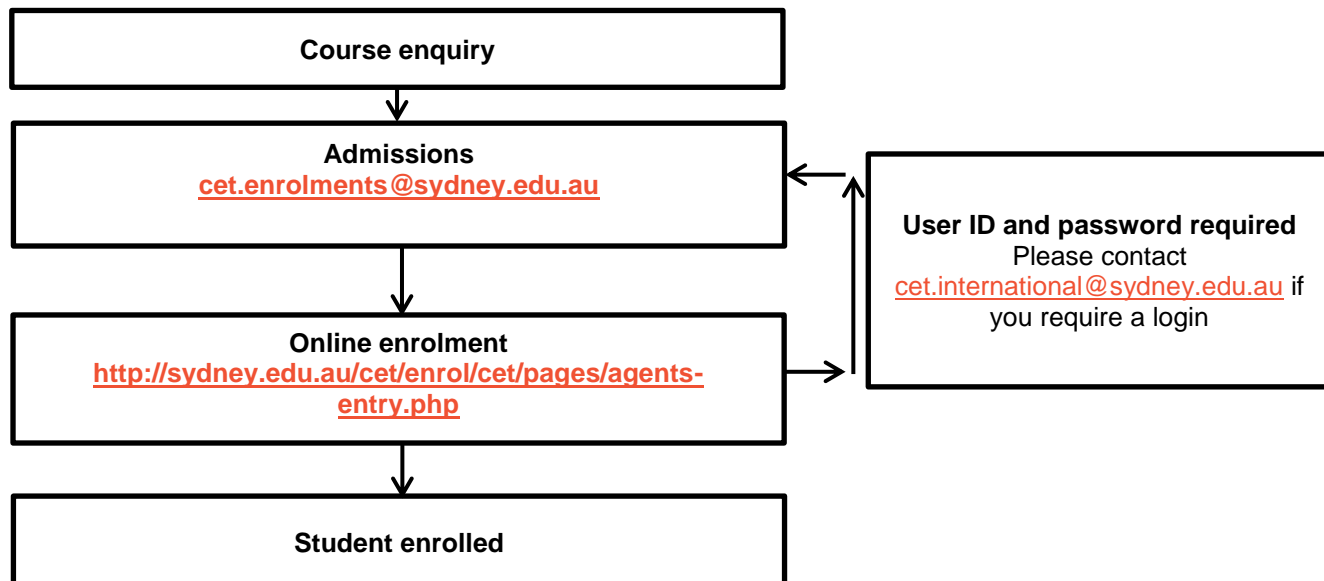 Course enquiry
Admissions
cet.enrolments@sydney.edu.au
User ID and password required
Please contact
cet.international@sydney.edu.au if
you require a login
Online enrolment
http://sydney.edu.au/cet/enrol/cet/pages/agents-
entry.php
Student enrolled